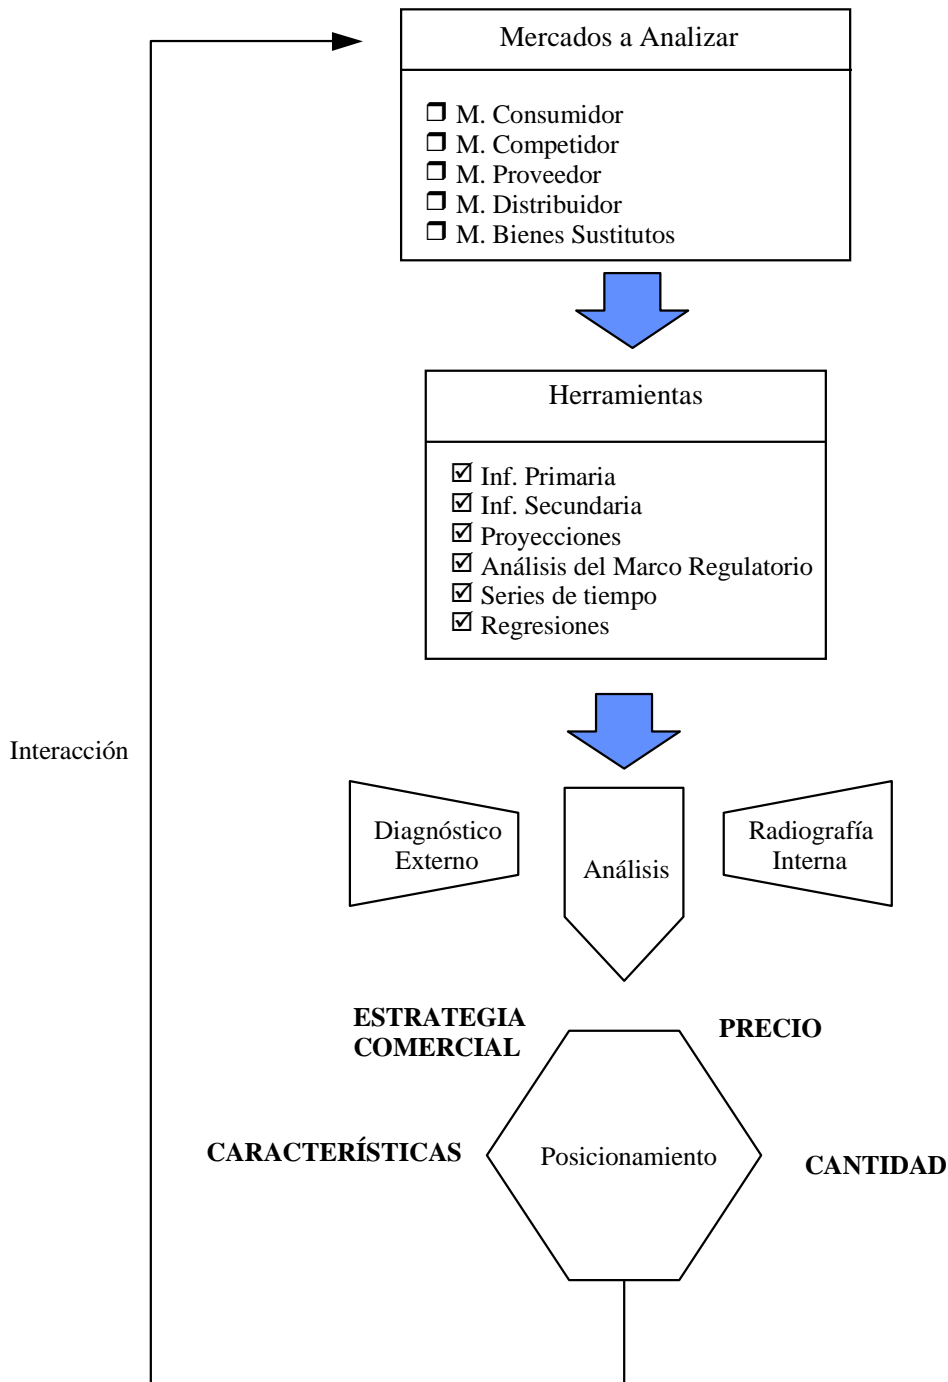 Mercados a Analizar
M. Consumidor
M. Competidor
M. Proveedor
M. Distribuidor
M. Bienes Sustitutos
Herramientas
Inf. Primaria
Inf. Secundaria
Proyecciones
Análisis del Marco Regulatorio
Series de tiempo
Regresiones
Interacción
Diagnóstico
Externo
Análisis
Radiografía
Interna
ESTRATEGIA
COMERCIAL
PRECIO
CARACTERÍSTICAS
Posicionamiento
CANTIDAD